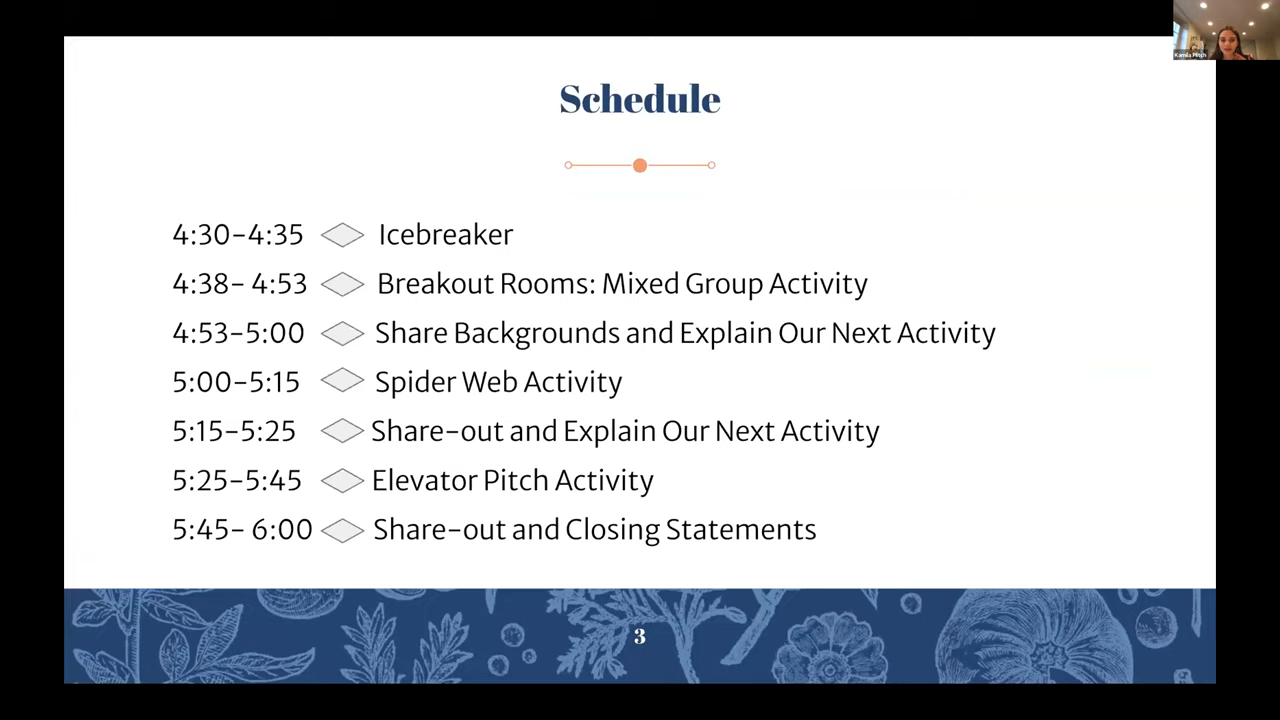 Schedule
4:30-4:35 Icebreaker
4:38- 4:53 Breakout Rooms: Mixed Group Activity
4:53-5:00 Share Backgrounds and Explain Our Next Activity
5:00-5:15 Spider Web Activity
5:15-5:25 Share-out and Explain Our Next Activity
5:25-5:45 Elevator Pitch Activity
5:45- 6:00 Share-out and Closing Statements
3